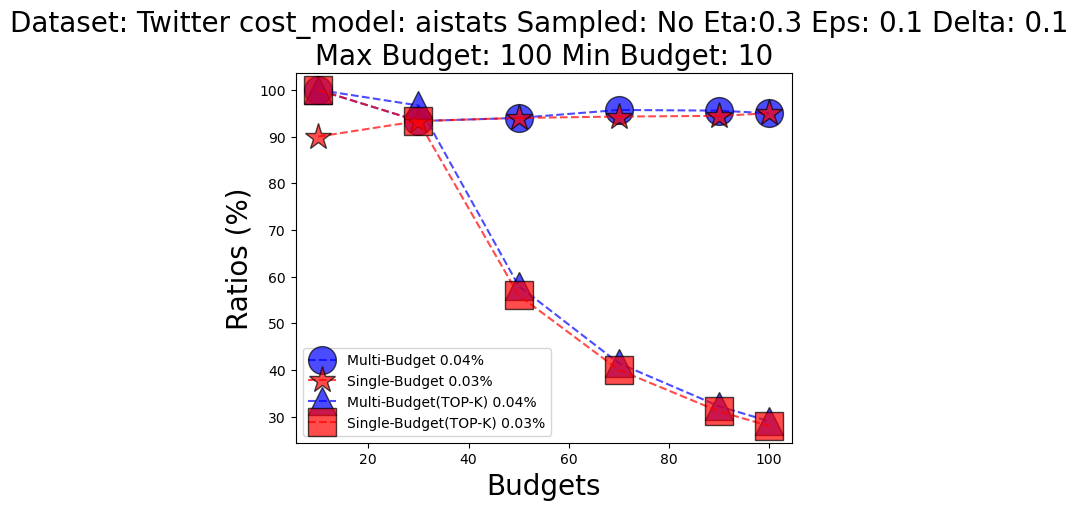 Dataset: Twitter cost_model: aistats Sampled: No Eta:0.3 Eps: 0.1 Delta: 0.1
Max Budget: 100 Min Budget: 10
100
90
80
70
60
50
40
30
Ratios (%)
Multi-Budget 0.04%
Single-Budget 0.03%
Multi-Budget(TOP-K) 0.04%
Single-Budget(TOP-K) 0.03%
20 40 60 80 100
Budgets